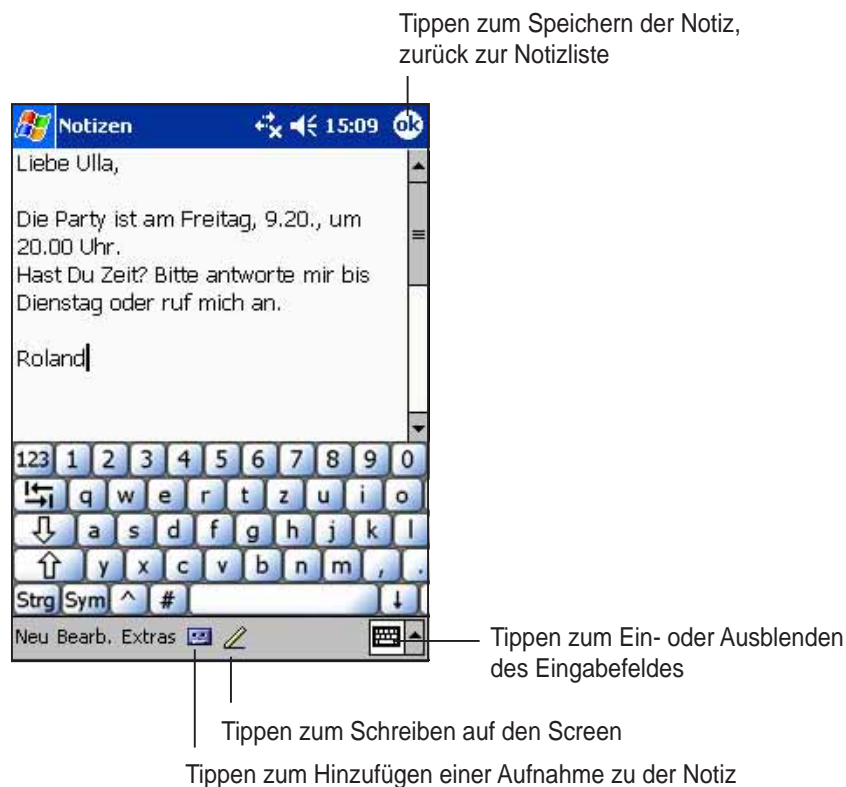 Tippen zum Speichern der Notiz,
zurück zur Notizliste
Notizen 15:09 ok
Liebe Ulla,
Die Party ist am Freitag, 9.20., um
20.00 Uhr.
Hast Du Zeit? Bitte antworte mir bis
Dienstag oder ruf mich an.
Roland
123 1 2 3 4 5 6 7 8 9 0
q w e r t z u i o
a s d f g h j k l
y x c v b n m , .
Strg Sym ^ #
Neu Bearb. Extras
Tippen zum Ein- oder Ausblenden
des Eingabefeldes
Tippen zum Schreiben auf den Screen
Tippen zum Hinzufügen einer Aufnahme zu der Notiz